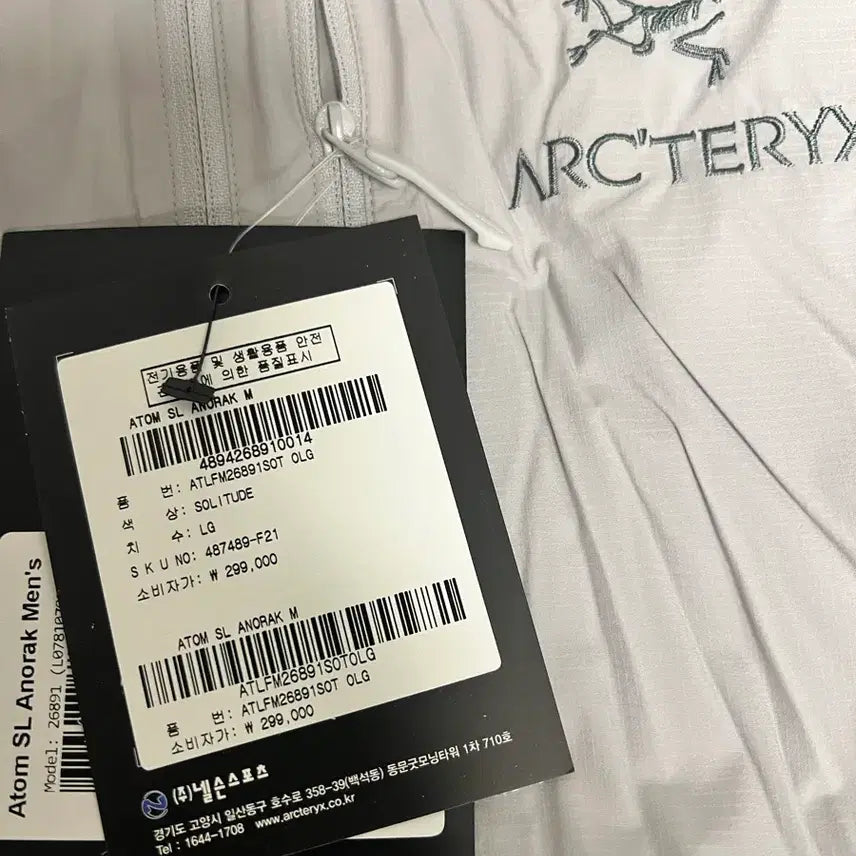 ARC'TERYX
전기용품 및 생활용품 안전
에 의한 품질표시
ATOM SL ANORAK M
4894268910014
품 번: ATLFM26891SOT OLG
색 상: SOLITUDE
치 수: LG
SKU NO: 487489-F21
소비자가: ₩ 299,000
ATOM SL ANORAK M
ATLFM26891SOTOLG
품 번: ATLFM26891SOT OLG
소비자가: ₩ 299,000
(주)넬슨스포츠
경기도 고양시 일산동구 호수로 358-39(백석동) 동문굿모닝타워 1차 710호
Tel : 1644-1708 www.arcteryx.co.kr
Atom SL Anorak Men's
Model: 26891